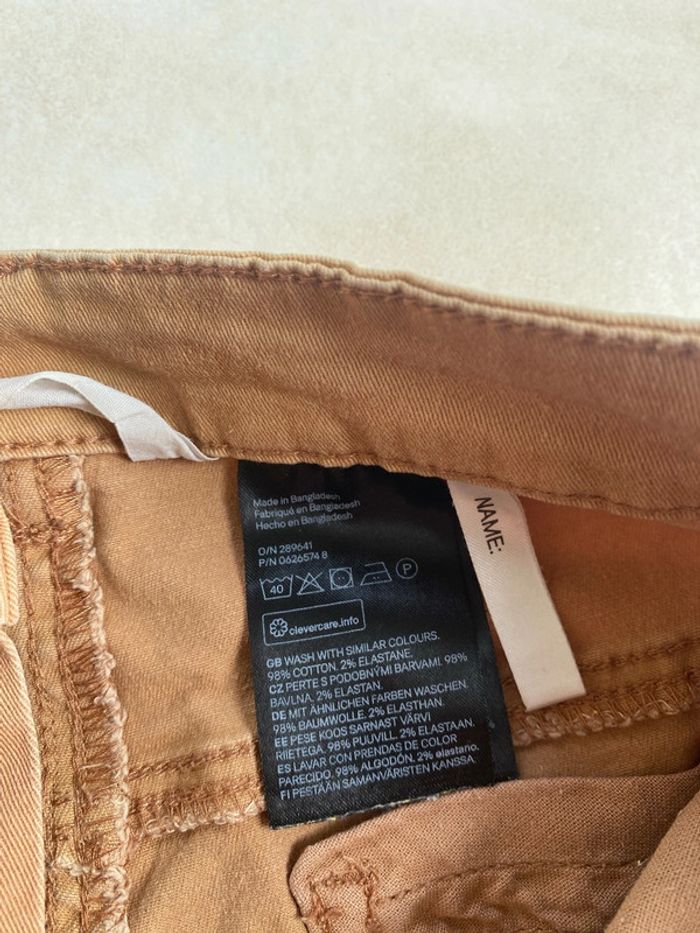 Made in Bangladesh
Fabriqué en Bangladesh
Hecho en Bangladesh
O/N 289641
P/N 0626574 8
40
P
clevercare.info
GB WASH WITH SIMILAR COLOURS.
98% COTTON. 2% ELASTANE.
CZ PERTE S PODOBNÝMI BARVAMI. 98%
BAVLNA, 2% ELASTAN.
DE MIT ÄHNLICHEN FARBEN WASCHEN.
98% BAUMWOLLE. 2% ELASTHAN.
EE PESE KOOS SARNAST VÄRVI
RIIETEGA. 98% PUUVILL. 2% ELASTAAN.
ES LAVAR CON PRENDAS DE COLOR
PARECIDO. 98% ALGODÓN. 2% elastano.
FI PESTÄÄN SAMANVÄRISTEN KANSSA.
NAME: